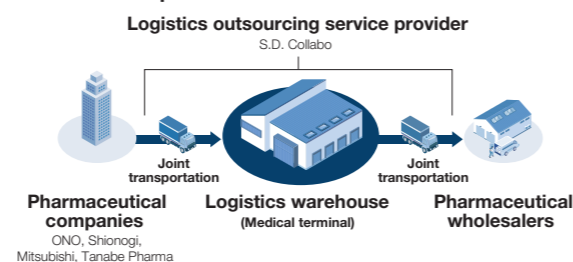 Logistics outsourcing service provider
S.D. Collabo
Joint
transportation
Joint
transportation
Pharmaceutical
companies
ONO, Shionogi,
Mitsubishi, Tanabe Pharma
Logistics warehouse
(Medical terminal)
Pharmaceutical
wholesalers